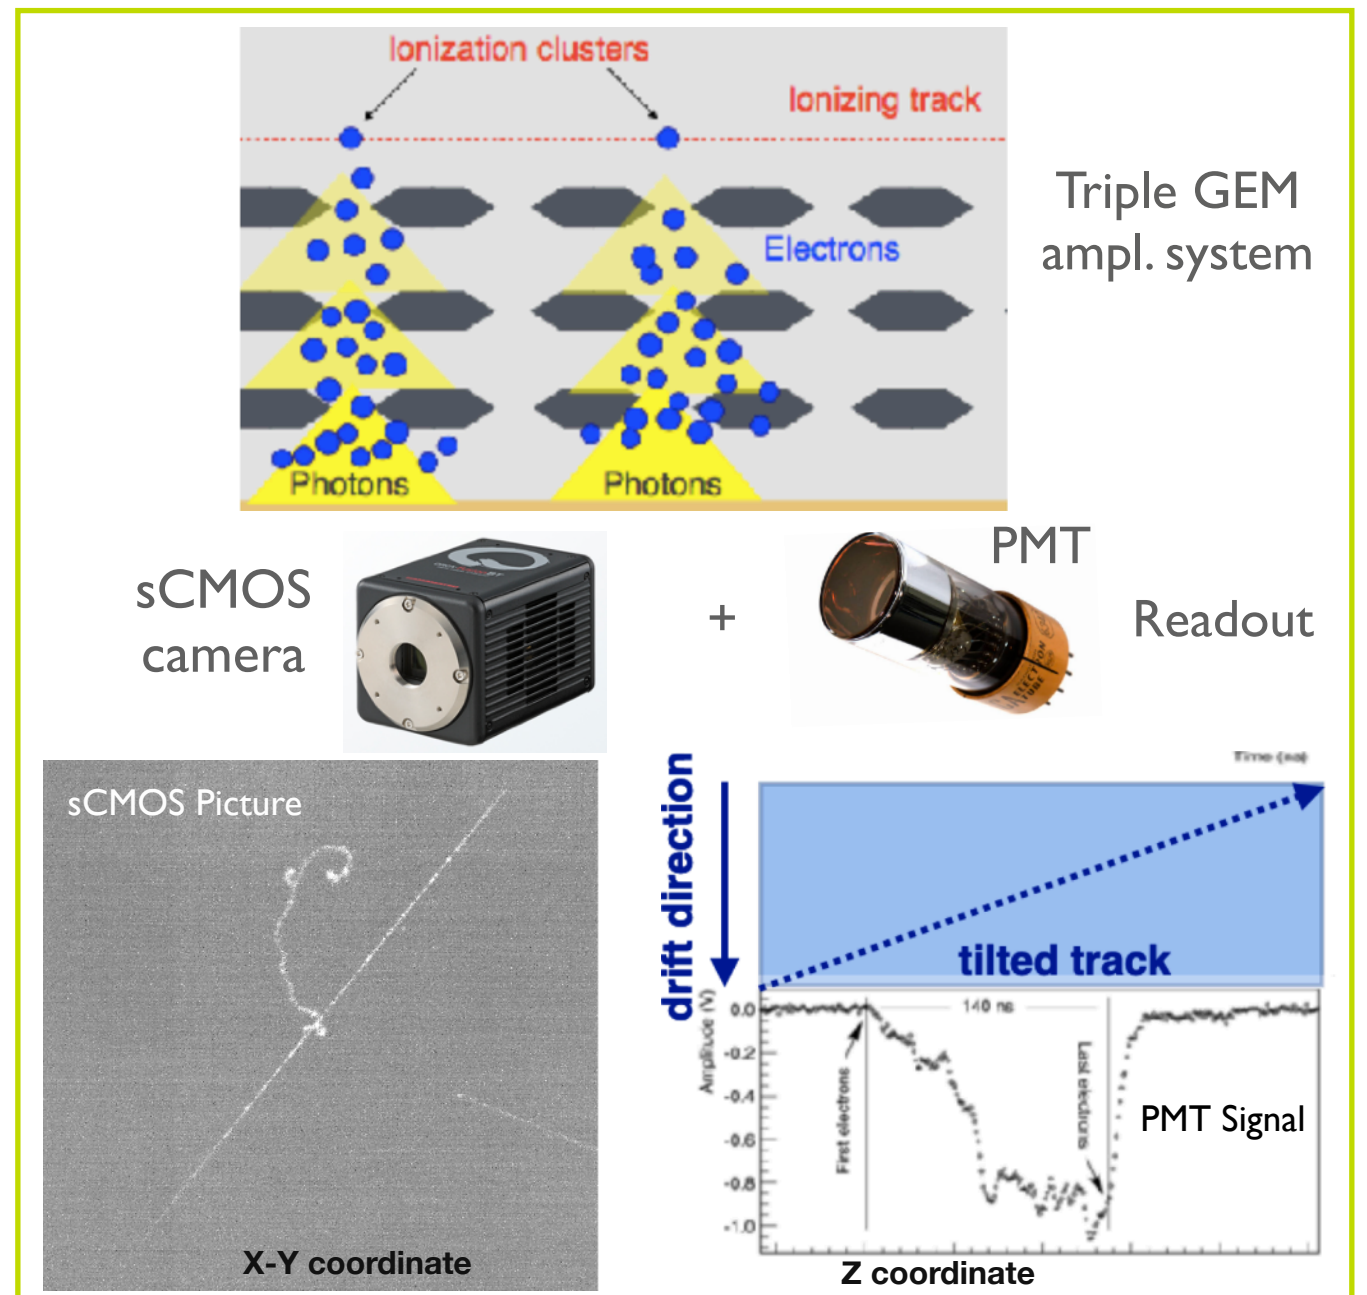 Ionization clusters
Ionizing track
Triple GEM
ampl. system
Electrons
Photons
Photons
sCMOS
camera
+
PMT
Readout
sCMOS Picture
X-Y coordinate
Time (ns)
drift direction
tilted track
Amplitude (V)
0.0
-0.2
-0.4
-0.6
-0.8
-1.0
140 ns
First electrons
Last electrons
PMT Signal
Z coordinate